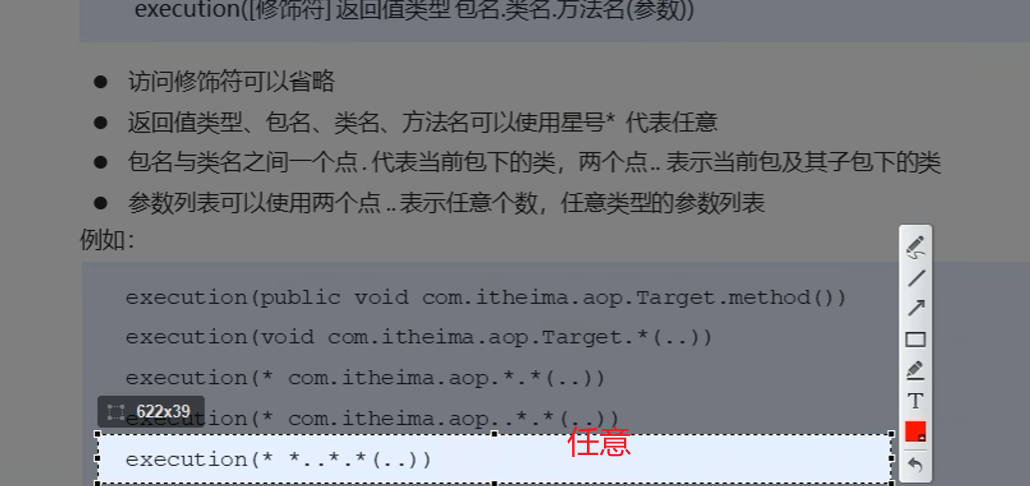 execution([修饰符] 返回值类型 包名.类名.方法名(参数))
● 访问修饰符可以省略
● 返回值类型、包名、类名、方法名可以使用星号* 代表任意
● 包名与类名之间一个点 . 代表当前包下的类，两个点 .. 表示当前包及其子包下的类
● 参数列表可以使用两个点 .. 表示任意个数，任意类型的参数列表
例如：
execution(public void com.itheima.aop.Target.method())
execution(void com.itheima.aop.Target.*(..))
execution(* com.itheima.aop.*.*(..))
622x39
execution(* com.itheima.aop..*.*(..))
任意
execution(* *..*.*(..))
T